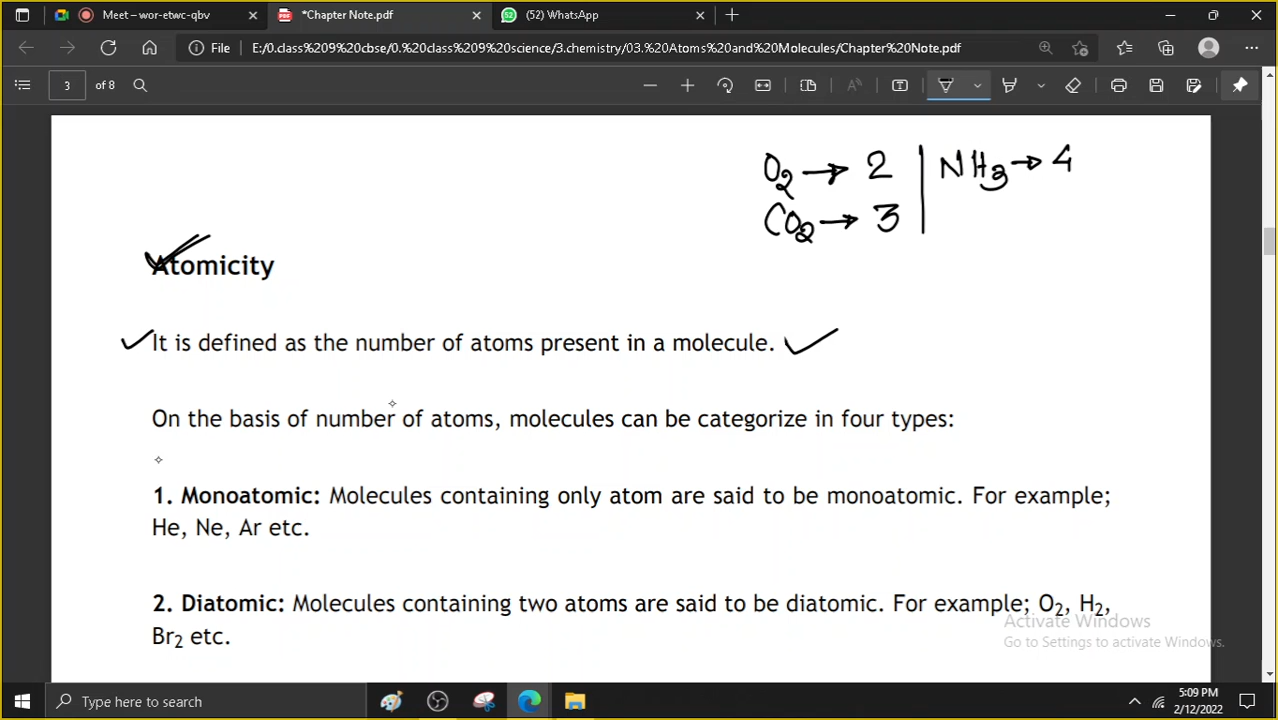 Meet – wor-etwc-qbv
*Chapter Note.pdf
(52) WhatsApp
File
E:/0.class%209%20cbse/0.%20class%209%20science/3.chemistry/03.%20Atoms%20and%20Molecules/Chapter%20Note.pdf
3 of 8
O₂ → 2 | NH₃ → 4
CO₂ → 3
Atomicity
It is defined as the number of atoms present in a molecule.
On the basis of number of atoms, molecules can be categorize in four types:
1. Monoatomic: Molecules containing only atom are said to be monoatomic. For example;
He, Ne, Ar etc.
2. Diatomic: Molecules containing two atoms are said to be diatomic. For example; O₂, H₂,
Br₂ etc.
Activate Windows
Go to Settings to activate Windows.
Type here to search
5:09 PM
2/12/2022